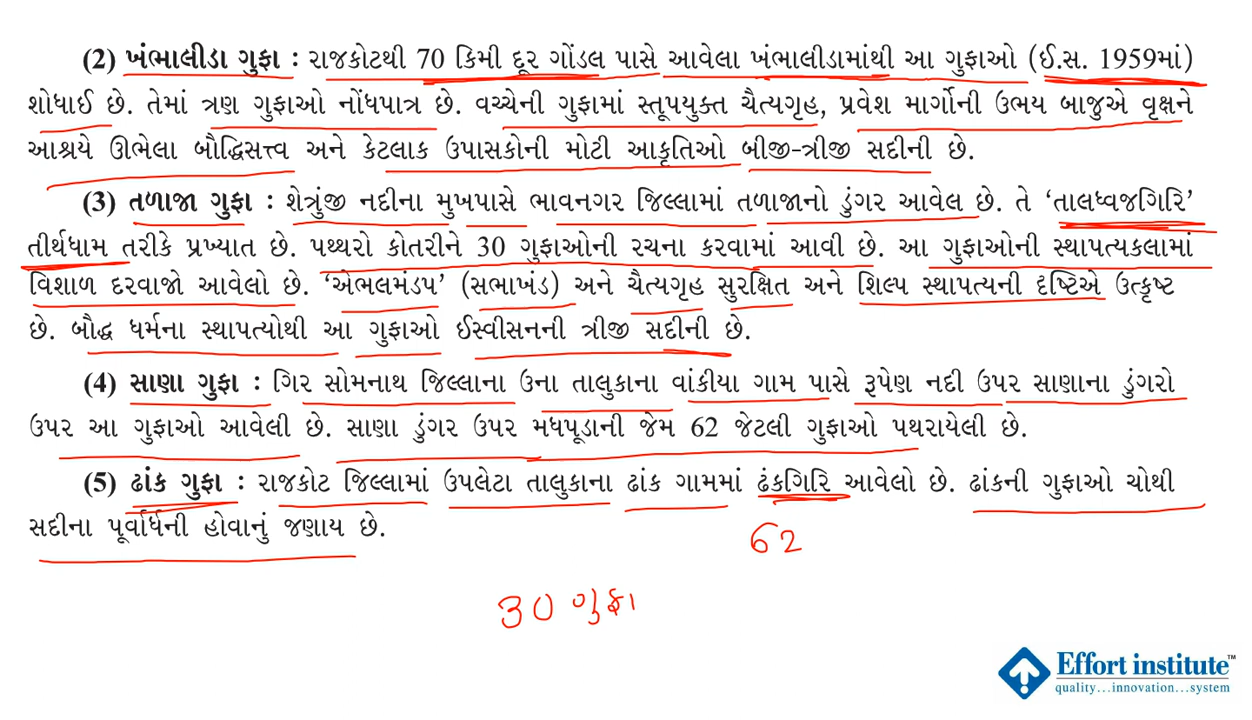 (2) ખંભાલીડા ગુફા : રાજકોટથી 70 કિમી દૂર ગોંડલ પાસે આવેલા ખંભાલીડામાંથી આ ગુફાઓ (ઈ.સ. 1959માં)
શોધાઈ છે. તેમાં ત્રણ ગુફાઓ નોંધપાત્ર છે. વચ્ચેની ગુફામાં સ્તૂપયુક્ત ચૈત્યગૃહ, પ્રવેશ માર્ગોની ઉભય બાજુએ વૃક્ષને
આશ્રયે ઊભેલા બૌદ્ધિસત્ત્વ અને કેટલાક ઉપાસકોની મોટી આકૃતિઓ બીજી-ત્રીજી સદીની છે.
(3) તળાજા ગુફા : શેત્રુંજી નદીના મુખપાસે ભાવનગર જિલ્લામાં તળાજાનો ડુંગર આવેલ છે. તે ‘તાલધ્વજગિરિ’
તીર્થધામ તરીકે પ્રખ્યાત છે. પથ્થરો કોતરીને 30 ગુફાઓની રચના કરવામાં આવી છે. આ ગુફાઓની સ્થાપત્યકલામાં
વિશાળ દરવાજો આવેલો છે. ‘એભલમંડપ’ (સભાખંડ) અને ચૈત્યગૃહ સુરક્ષિત અને શિલ્પ સ્થાપત્યની દૃષ્ટિએ ઉત્કૃષ્ટ
છે. બૌદ્ધ ધર્મના સ્થાપત્યોથી આ ગુફાઓ ઈસ્વીસનની ત્રીજી સદીની છે.
(4) સાણા ગુફા : ગિર સોમનાથ જિલ્લાના ઉના તાલુકાના વાંકીયા ગામ પાસે રૂપેણ નદી ઉપર સાણાના ડુંગરો
ઉપર આ ગુફાઓ આવેલી છે. સાણા ડુંગર ઉપર મધપૂડાની જેમ 62 જેટલી ગુફાઓ પથરાયેલી છે.
(5) ઢાંક ગુફા : રાજકોટ જિલ્લામાં ઉપલેટા તાલુકાના ઢાંક ગામમાં ઢંકગિરિ આવેલો છે. ઢાંકની ગુફાઓ ચોથી
સદીના પૂર્વાર્ધની હોવાનું જણાય છે.
62
30 ગુફા
Effort institute™
quality...innovation...system